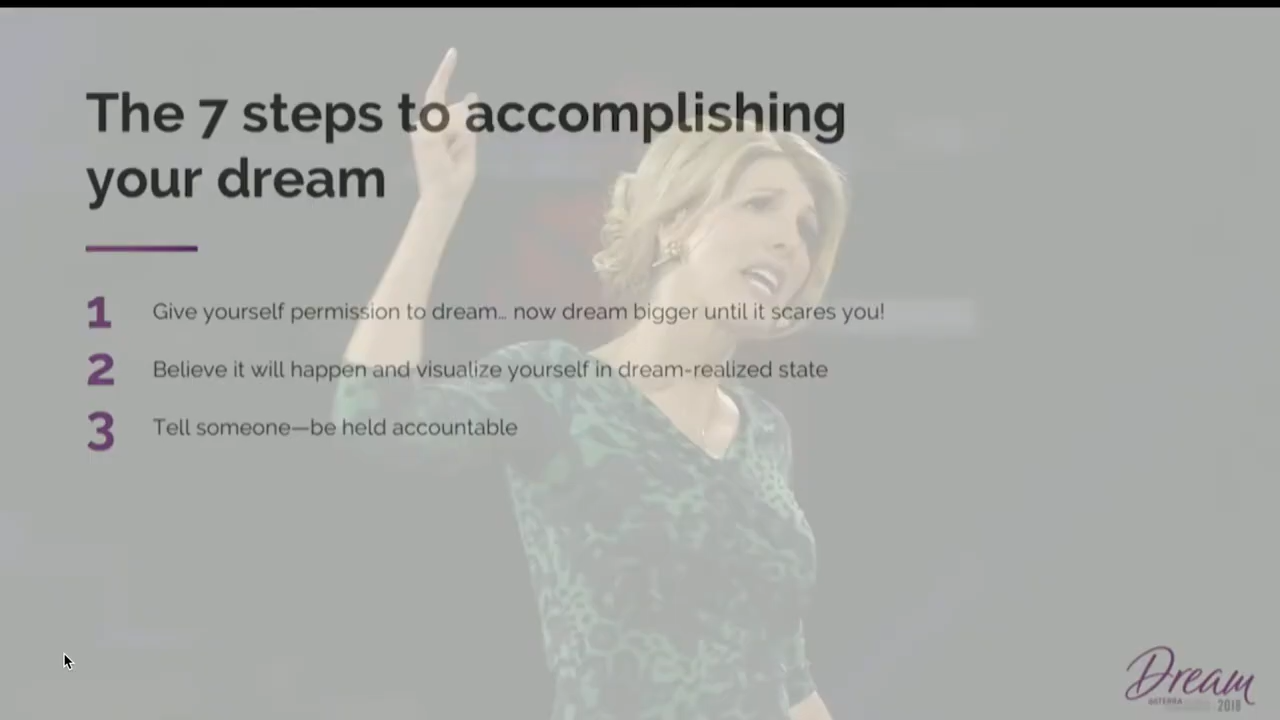 The 7 steps to accomplishing
your dream
1 Give yourself permission to dream... now dream bigger until it scares you!
2 Believe it will happen and visualize yourself in dream-realized state
3 Tell someone—be held accountable
Dream
dōTERRA 2018